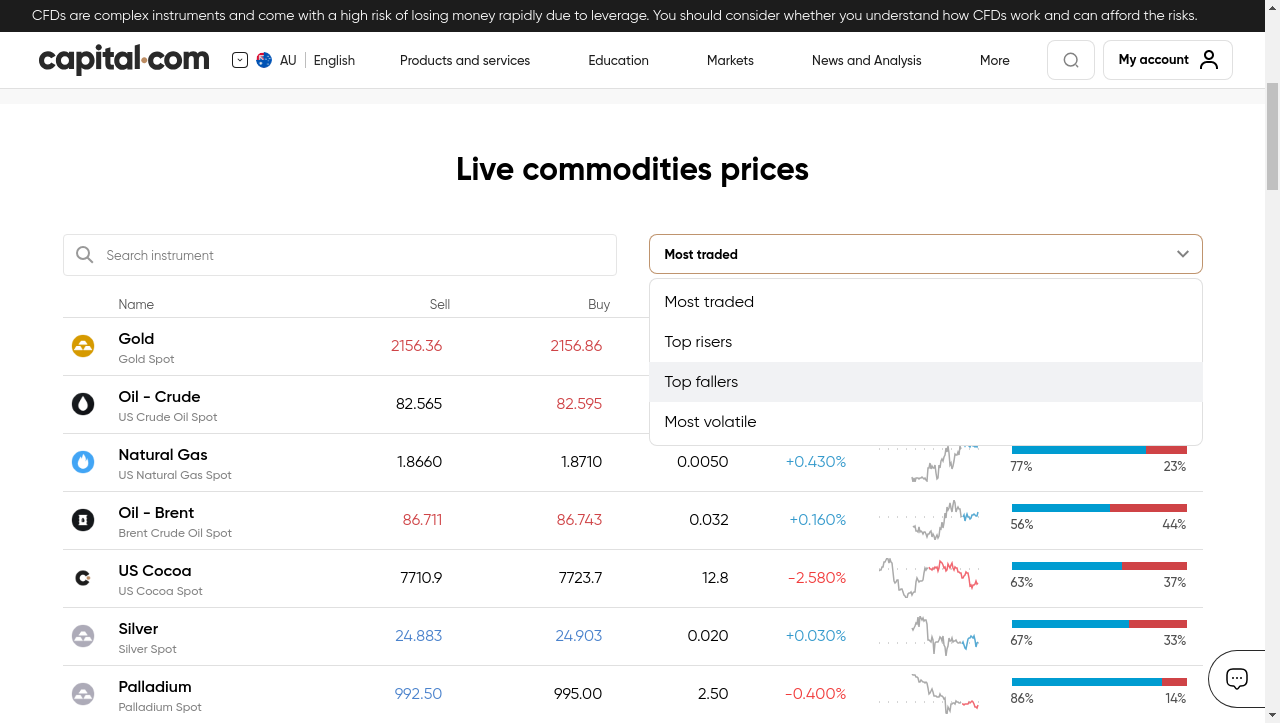 CFDs are complex instruments and come with a high risk of losing money rapidly due to leverage. You should consider whether you understand how CFDs work and can afford the risks.
capital.com AU English Products and services Education Markets News and Analysis More My account
Live commodities prices
Search instrument Most traded
Name Sell Buy
Most traded
Top risers
Top fallers
Most volatile
Gold 2156.36 2156.86
Gold Spot
Oil - Crude 82.565 82.595
US Crude Oil Spot
Natural Gas 1.8660 1.8710 0.0050 +0.430% 77% 23%
US Natural Gas Spot
Oil - Brent 86.711 86.743 0.032 +0.160% 56% 44%
Brent Crude Oil Spot
US Cocoa 7710.9 7723.7 12.8 -2.580% 63% 37%
US Cocoa Spot
Silver 24.883 24.903 0.020 +0.030% 67% 33%
Silver Spot
Palladium 992.50 995.00 2.50 -0.400% 86% 14%
Palladium Spot